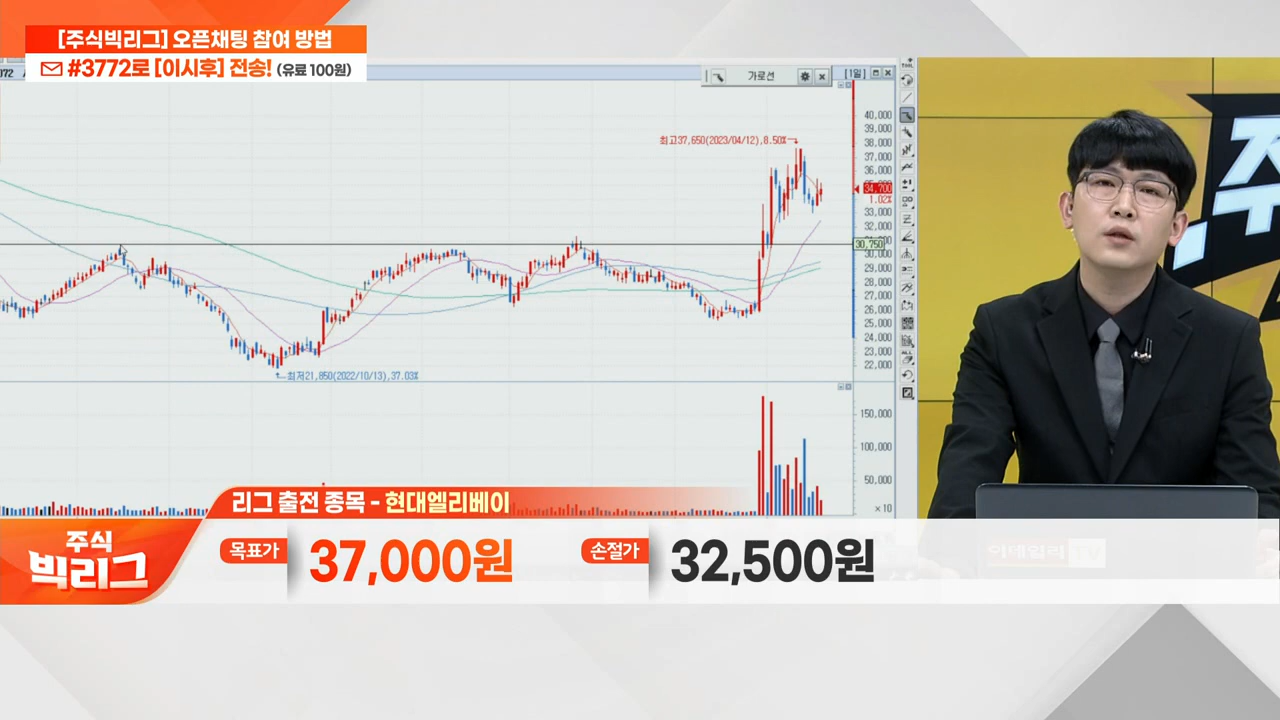 [주식빅리그] 오픈채팅 참여 방법
#3772로 [이시후] 전송! (유료 100원)
072
가로선
[1일]
최고37,650(2023/04/12),8.50%
40,000
39,000
38,000
37,000
36,000
34,700
1.02%
33,000
32,000
30,750
30,000
29,000
28,000
27,000
26,000
25,000
24,000
23,000
22,000
최저21,850(2022/10/13),37.03%
150,000
100,000
50,000
×10
리그 출전 종목 - 현대엘리베이
주식
빅리그
목표가
37,000원
손절가
32,500원
이데일리TV